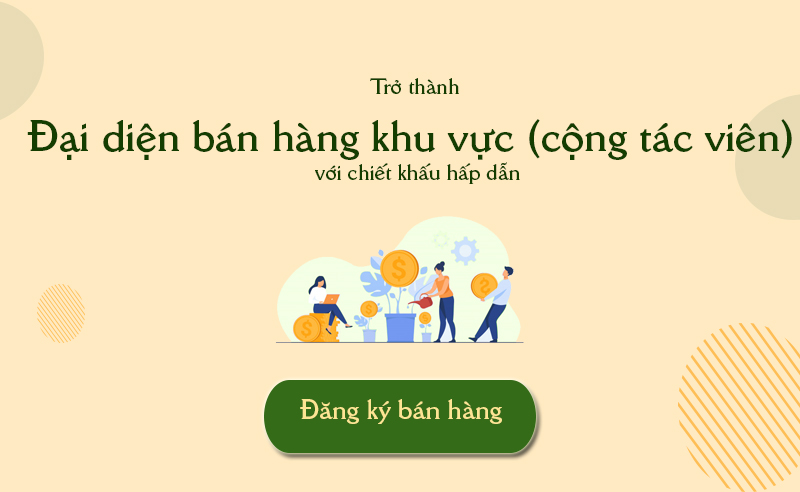 Trở thành
Đại diện bán hàng khu vực (cộng tác viên)
với chiết khấu hấp dẫn
Đăng ký bán hàng